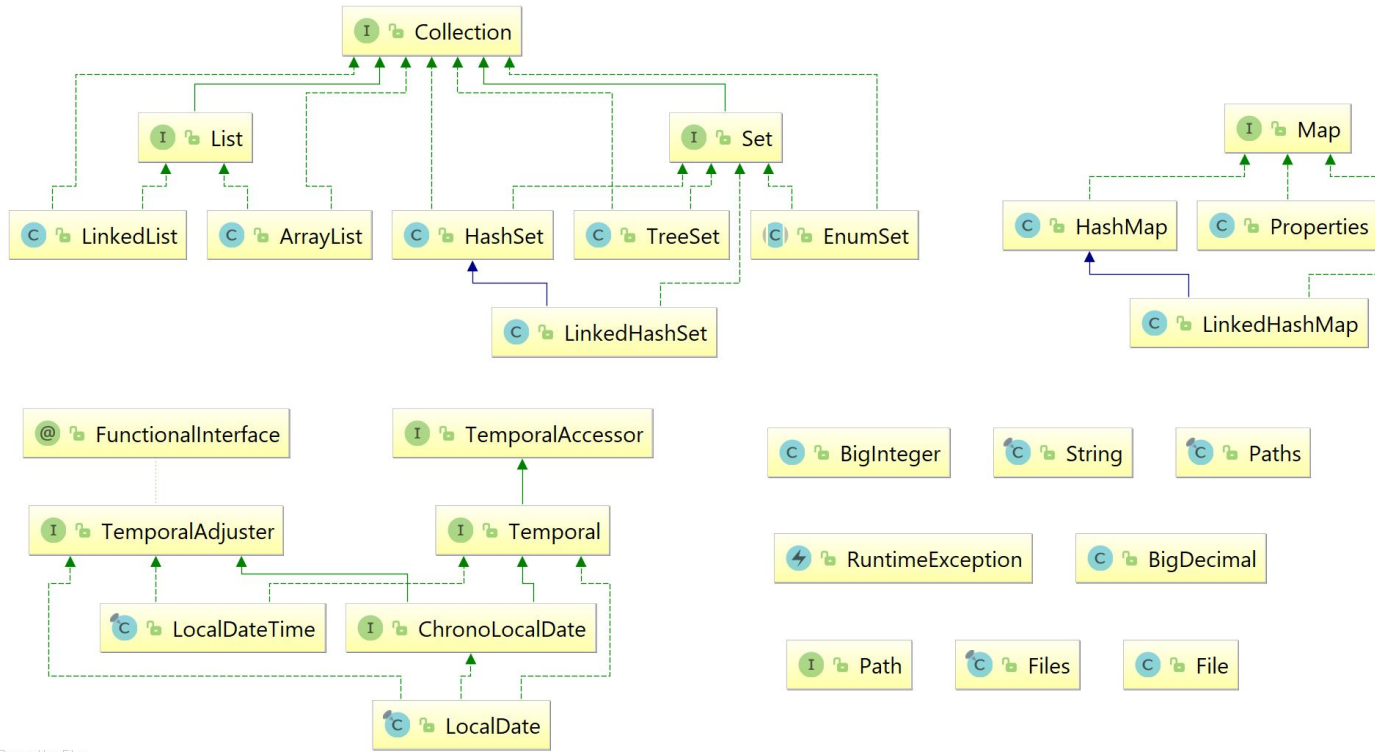 I Collection
I List
I Set
I Map
C LinkedList
C ArrayList
C HashSet
C TreeSet
C EnumSet
C HashMap
C Properties
C LinkedHashSet
C LinkedHashMap
@ FunctionalInterface
I TemporalAccessor
C BigInteger
C String
C Paths
I TemporalAdjuster
I Temporal
RuntimeException
C BigDecimal
C LocalDateTime
I ChronoLocalDate
I Path
C Files
C File
C LocalDate